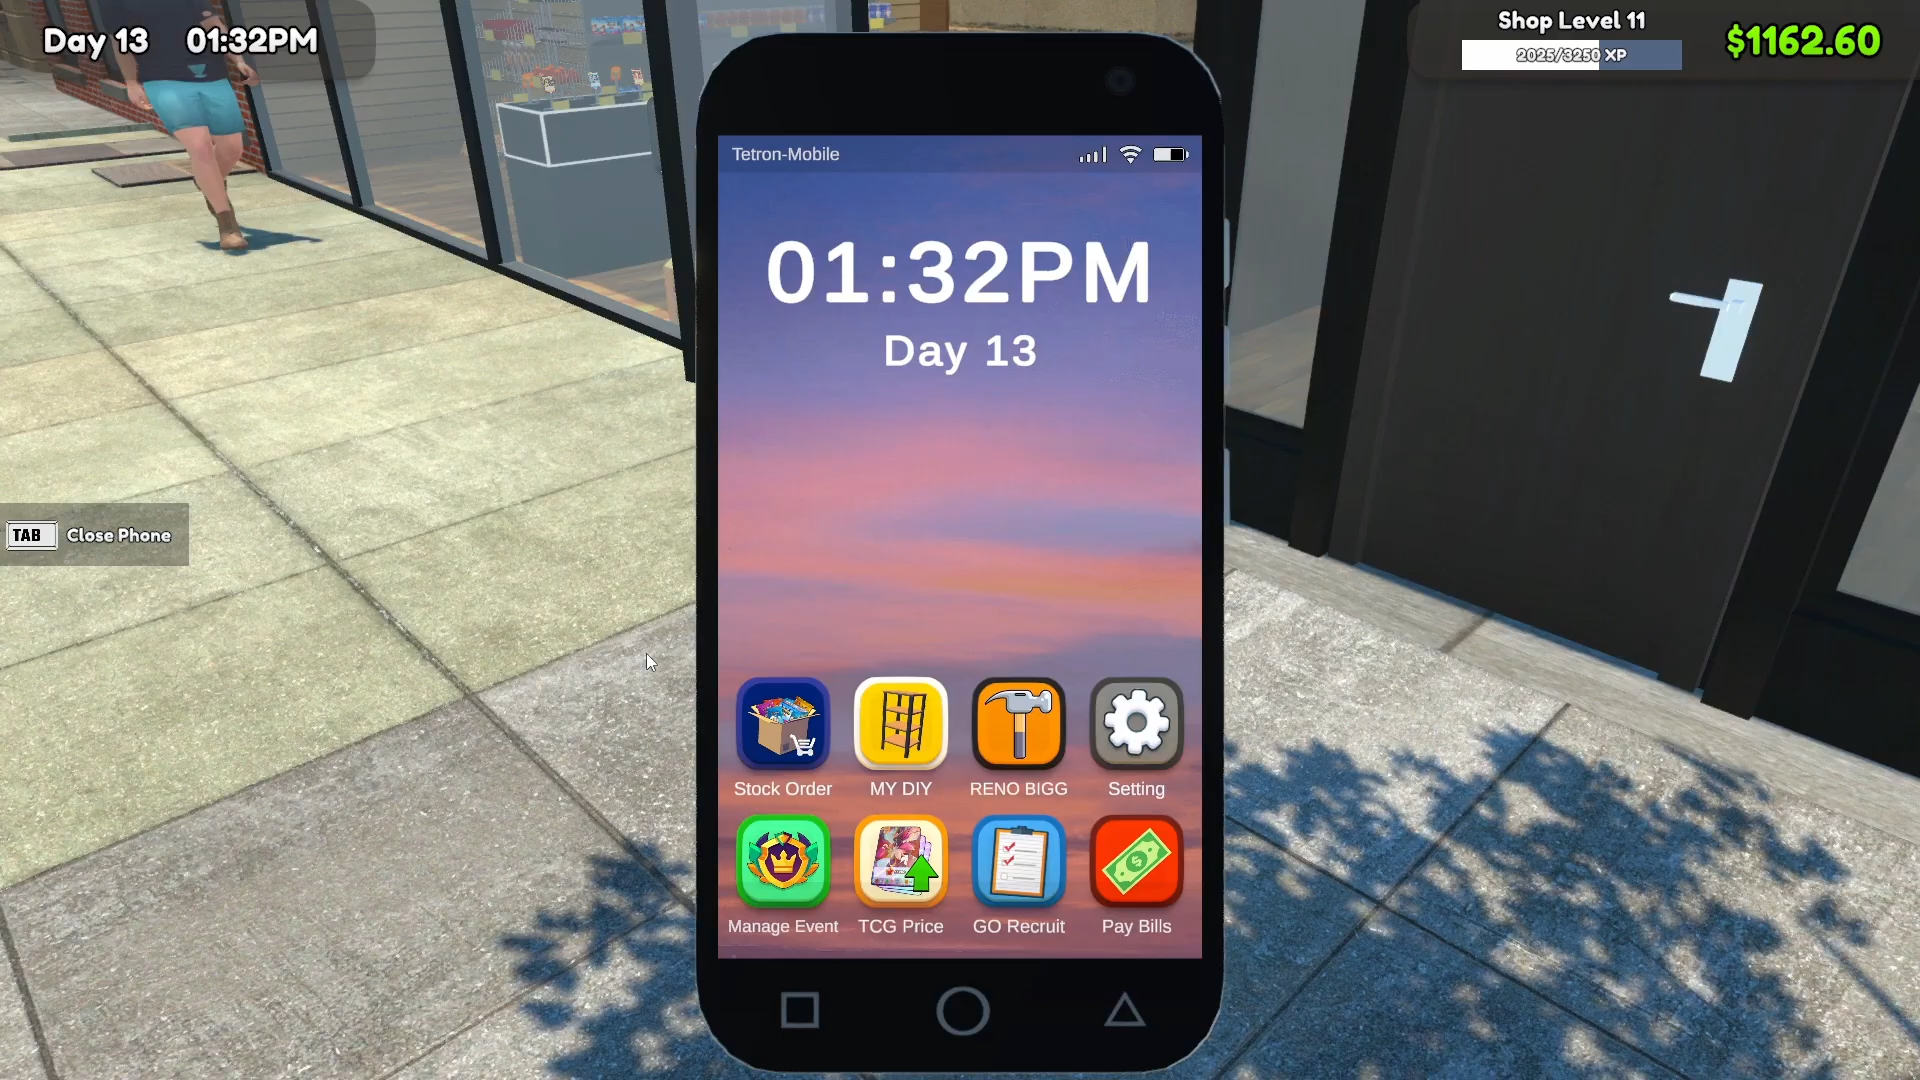 Day 13 01:32PM
Shop Level 11
2025/3250 XP
$1162.60
Tetron-Mobile
01:32PM
Day 13
TAB Close Phone
Stock Order MY DIY RENO BIGG Setting
Manage Event TCG Price GO Recruit Pay Bills